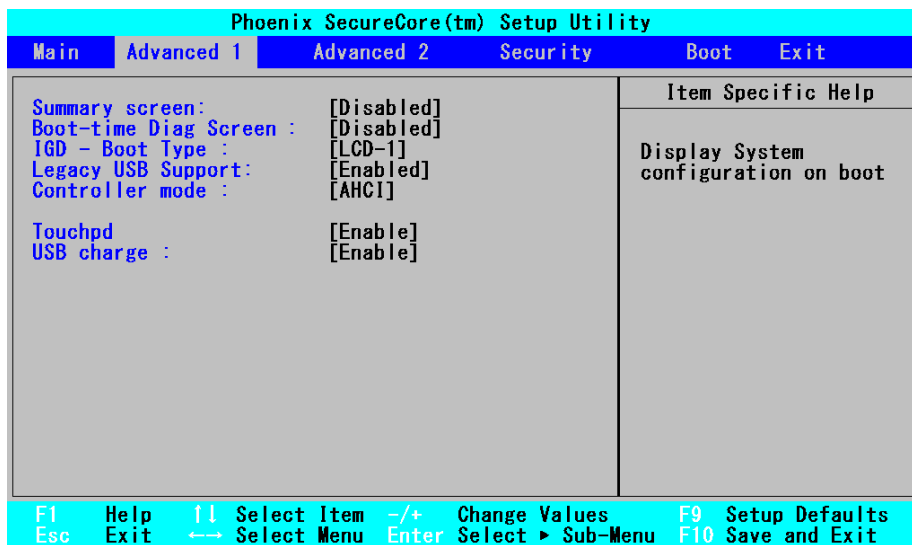 Phoenix SecureCore(tm) Setup Utility
Main Advanced 1 Advanced 2 Security Boot Exit
Summary screen: [Disabled]
Boot-time Diag Screen : [Disabled]
IGD - Boot Type : [LCD-1]
Legacy USB Support: [Enabled]
Controller mode : [AHCI]
Touchpd [Enable]
USB charge : [Enable]
Item Specific Help
Display System
configuration on boot
F1 Help ↑↓ Select Item -/+ Change Values F9 Setup Defaults
Esc Exit ←→ Select Menu Enter Select ▸ Sub-Menu F10 Save and Exit